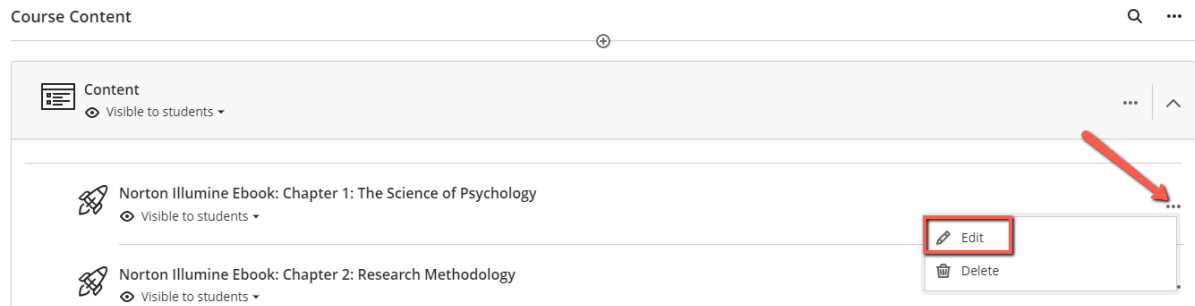 Course Content
Content
Visible to students
Norton Illumine Ebook: Chapter 1: The Science of Psychology
Visible to students
Edit
Delete
Norton Illumine Ebook: Chapter 2: Research Methodology
Visible to students